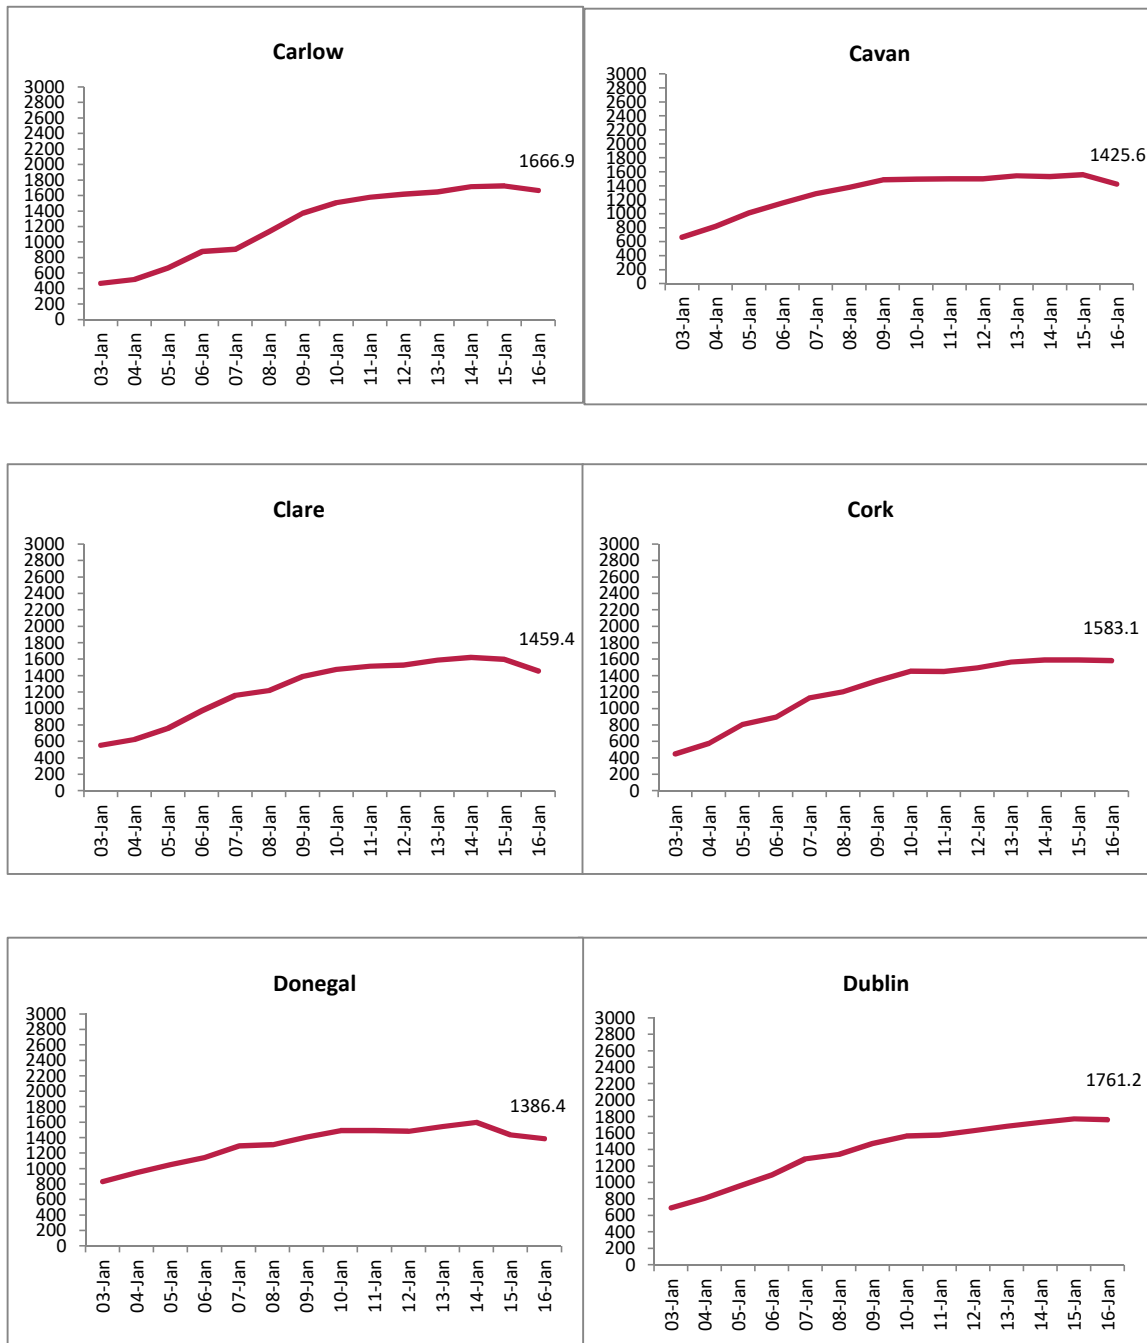 Carlow
3000
2800
2600
2400
2200
2000
1800
1600
1400
1200
1000
800
600
400
200
0
1666.9
03-Jan
04-Jan
05-Jan
06-Jan
07-Jan
08-Jan
09-Jan
10-Jan
11-Jan
12-Jan
13-Jan
14-Jan
15-Jan
16-Jan
Cavan
3000
2800
2600
2400
2200
2000
1800
1600
1400
1200
1000
800
600
400
200
0
1425.6
03-Jan
04-Jan
05-Jan
06-Jan
07-Jan
08-Jan
09-Jan
10-Jan
11-Jan
12-Jan
13-Jan
14-Jan
15-Jan
16-Jan
Clare
3000
2800
2600
2400
2200
2000
1800
1600
1400
1200
1000
800
600
400
200
0
1459.4
03-Jan
04-Jan
05-Jan
06-Jan
07-Jan
08-Jan
09-Jan
10-Jan
11-Jan
12-Jan
13-Jan
14-Jan
15-Jan
16-Jan
Cork
3000
2800
2600
2400
2200
2000
1800
1600
1400
1200
1000
800
600
400
200
0
1583.1
03-Jan
04-Jan
05-Jan
06-Jan
07-Jan
08-Jan
09-Jan
10-Jan
11-Jan
12-Jan
13-Jan
14-Jan
15-Jan
16-Jan
Donegal
3000
2800
2600
2400
2200
2000
1800
1600
1400
1200
1000
800
600
400
200
0
1386.4
03-Jan
04-Jan
05-Jan
06-Jan
07-Jan
08-Jan
09-Jan
10-Jan
11-Jan
12-Jan
13-Jan
14-Jan
15-Jan
16-Jan
Dublin
3000
2800
2600
2400
2200
2000
1800
1600
1400
1200
1000
800
600
400
200
0
1761.2
03-Jan
04-Jan
05-Jan
06-Jan
07-Jan
08-Jan
09-Jan
10-Jan
11-Jan
12-Jan
13-Jan
14-Jan
15-Jan
16-Jan